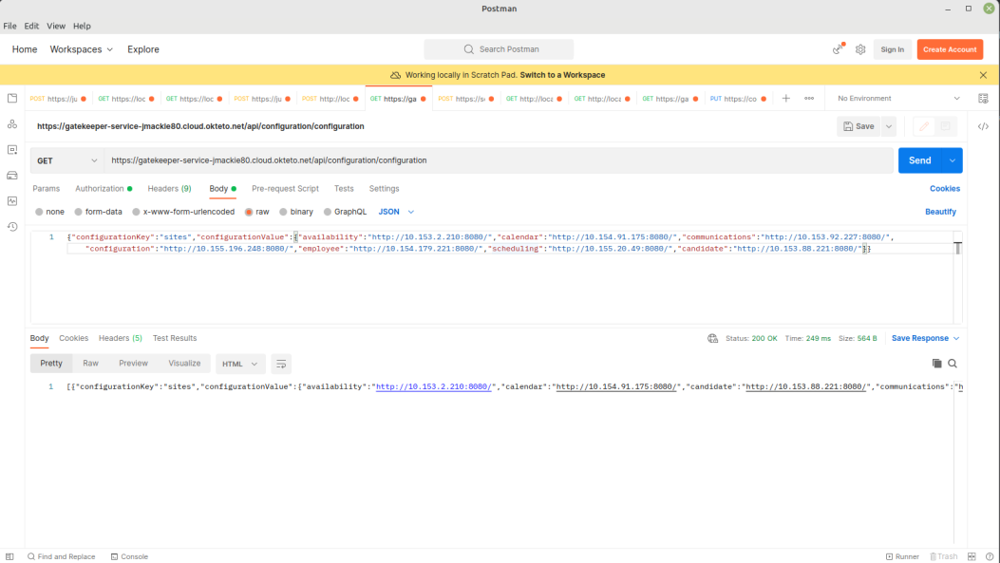 Postman
File Edit View Help
Home Workspaces Explore Search Postman Sign In Create Account
Working locally in Scratch Pad. Switch to a Workspace
POST https://ju GET https://loc GET https://loc POST https://ju POST http://loc GET https://ga POST https://s GET http://loca GET http://loca GET https://ga PUT https://co No Environment
https://gatekeeper-service-jmackie80.cloud.okteto.net/api/configuration/configuration Save
GET https://gatekeeper-service-jmackie80.cloud.okteto.net/api/configuration/configuration Send
Params Authorization Headers (9) Body Pre-request Script Tests Settings Cookies
none form-data x-www-form-urlencoded raw binary GraphQL JSON Beautify
1 {"configurationKey":"sites","configurationValue":{"availability":"http://10.153.2.210:8080/","calendar":"http://10.154.91.175:8080/","communications":"http://10.153.92.227:8080/",
"configuration":"http://10.155.196.248:8080/","employee":"http://10.154.179.221:8080/","scheduling":"http://10.155.20.49:8080/","candidate":"http://10.153.88.221:8080/"}}
Body Cookies Headers (5) Test Results Status: 200 OK Time: 249 ms Size: 564 B Save Response
Pretty Raw Preview Visualize HTML
1 [{"configurationKey":"sites","configurationValue":{"availability":"http://10.153.2.210:8080/","calendar":"http://10.154.91.175:8080/","candidate":"http://10.153.88.221:8080/","communications":"h
Find and Replace Console Runner Trash